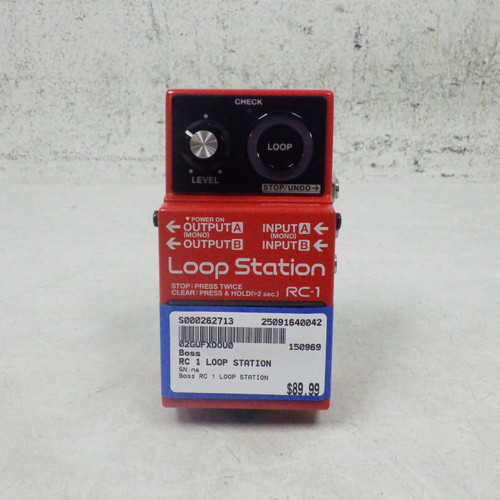 CHECK
LOOP
LEVEL
STOP/UNDO→
▼POWER ON
←OUTPUT A INPUT A←
(MONO) (MONO)
←OUTPUT B INPUT B←
Loop Station
STOP: PRESS TWICE
CLEAR: PRESS & HOLD(>2 sec.) RC-1
S000262713 25091640042
02GUFXD0U0 150969
Boss
RC 1 LOOP STATION
SN:na
Boss RC 1 LOOP STATION
$89.99